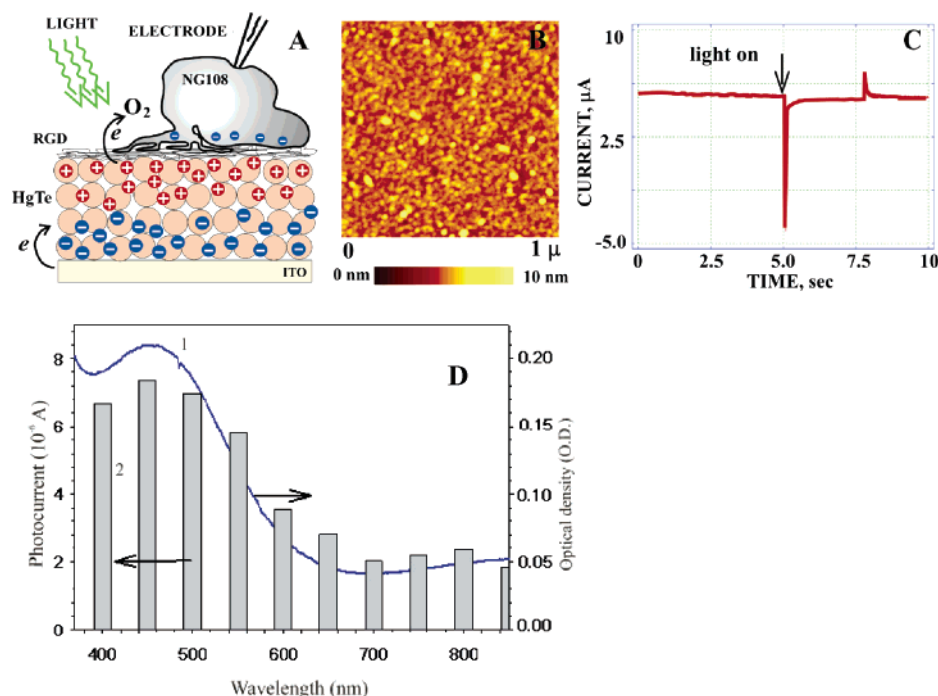 LIGHT
ELECTRODE
A
NG108
O2
e
RGD
HgTe
e
ITO
B
0 1 μ
0 nm 10 nm
C
10
light on
2.5
-5.0
CURRENT, μA
0 2.5 5.0 7.5 10
TIME, sec
D
1
2
8
6
4
2
0
Photocurrent (10⁻⁶ A)
0.20
0.15
0.10
0.05
0.00
Optical density (O.D.)
400 500 600 700 800
Wavelength (nm)